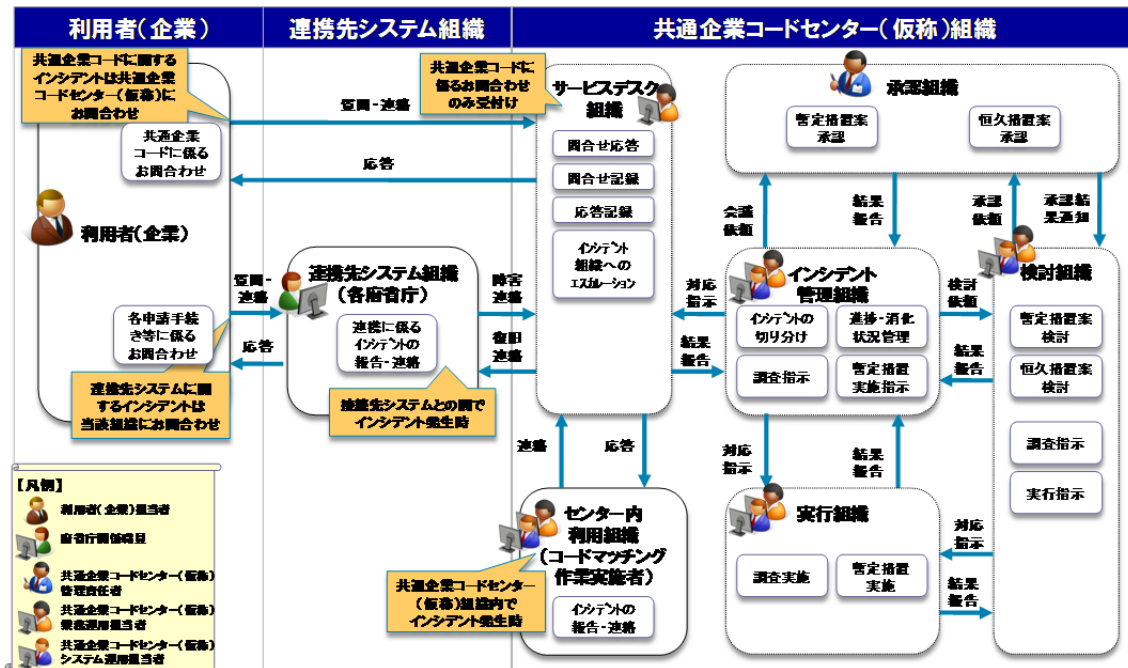 利用者(企業)
連携先システム組織
共通企業コードセンター(仮称)組織
共通企業コードに関する
インシデントは共通企業
コードセンター(仮称)に
お問合わせ
共通企業
コードに係る
お問合わせ
利用者(企業)
各申請手続
き等に係る
お問合わせ
連携先システムに関
するインシデントは
当該組織にお問合わせ
質問・連絡
応答
質問・
連絡
応答
連携先システム組織
(各府省庁)
連携に係る
インシデントの
報告・連絡
連携先システムとの間で
インシデント発生時
障害
連絡
復旧
連絡
共通企業コードに
係るお問合わせ
のみ受付け
サービスデスク
組織
問合せ応答
問合せ記録
応答記録
インシデント
組織への
エスカレーション
連絡
応答
センター内
利用組織
(コードマッチング
作業実施者)
インシデントの
報告・連絡
共通企業コードセンター
(仮称)組織内で
インシデント発生時
承認組織
暫定措置案
承認
恒久措置案
承認
会議
依頼
結果
報告
承認
依頼
承認結
果通知
対応
指示
結果
報告
インシデント
管理組織
インシデントの
切り分け
進捗・消化
状況管理
調査指示
暫定措置
実施指示
検討
依頼
結果
報告
検討組織
暫定措置案
検討
恒久措置案
検討
調査指示
実行指示
対応
指示
結果
報告
実行組織
調査実施
暫定措置
実施
対応
指示
結果
報告
【凡例】
利用者(企業)担当者
府省庁関係職員
共通企業コードセンター(仮称)
管理責任者
共通企業コードセンター(仮称)
業務運用担当者
共通企業コードセンター(仮称)
システム運用担当者